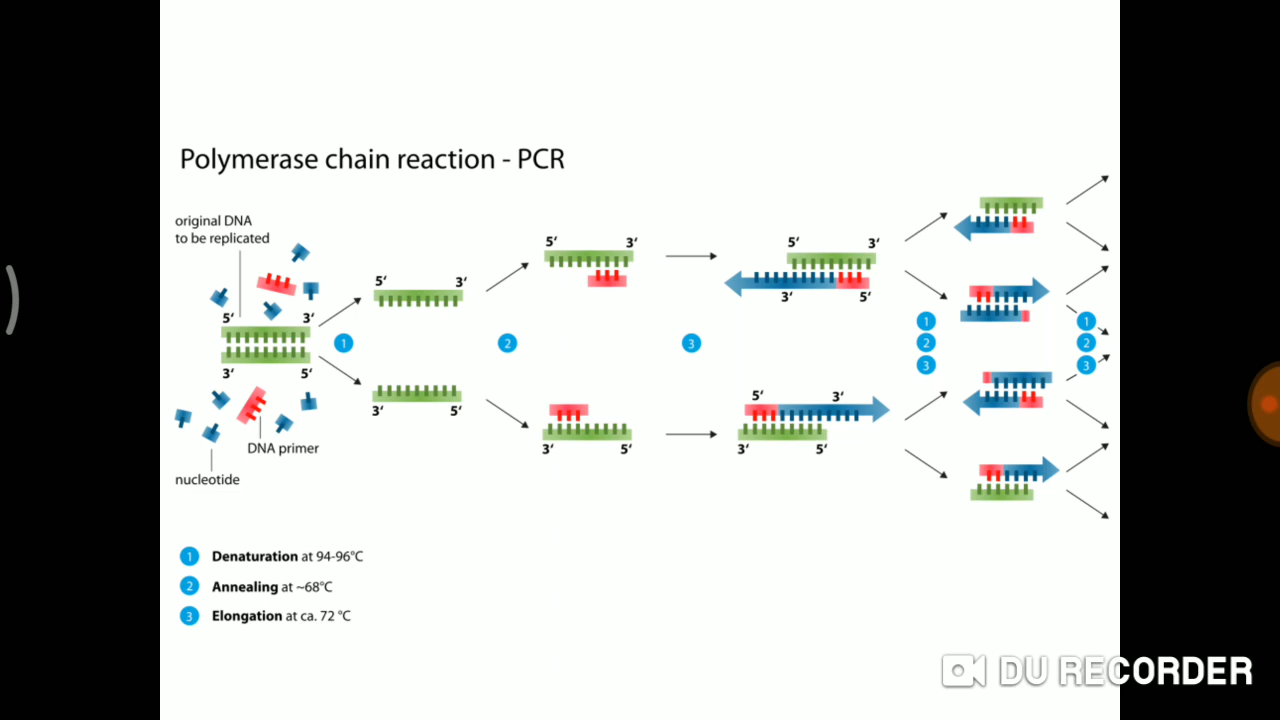 Polymerase chain reaction - PCR
original DNA
to be replicated
5‘ 3‘
3‘ 5‘
DNA primer
nucleotide
1
5‘ 3‘
3‘ 5‘
2
5‘ 3‘
3‘ 5‘
3
5‘ 3‘
3‘ 5‘
5‘ 3‘
3‘ 5‘
1
2
3
1
2
3
1 Denaturation at 94-96°C
2 Annealing at ~68°C
3 Elongation at ca. 72 °C
DU RECORDER